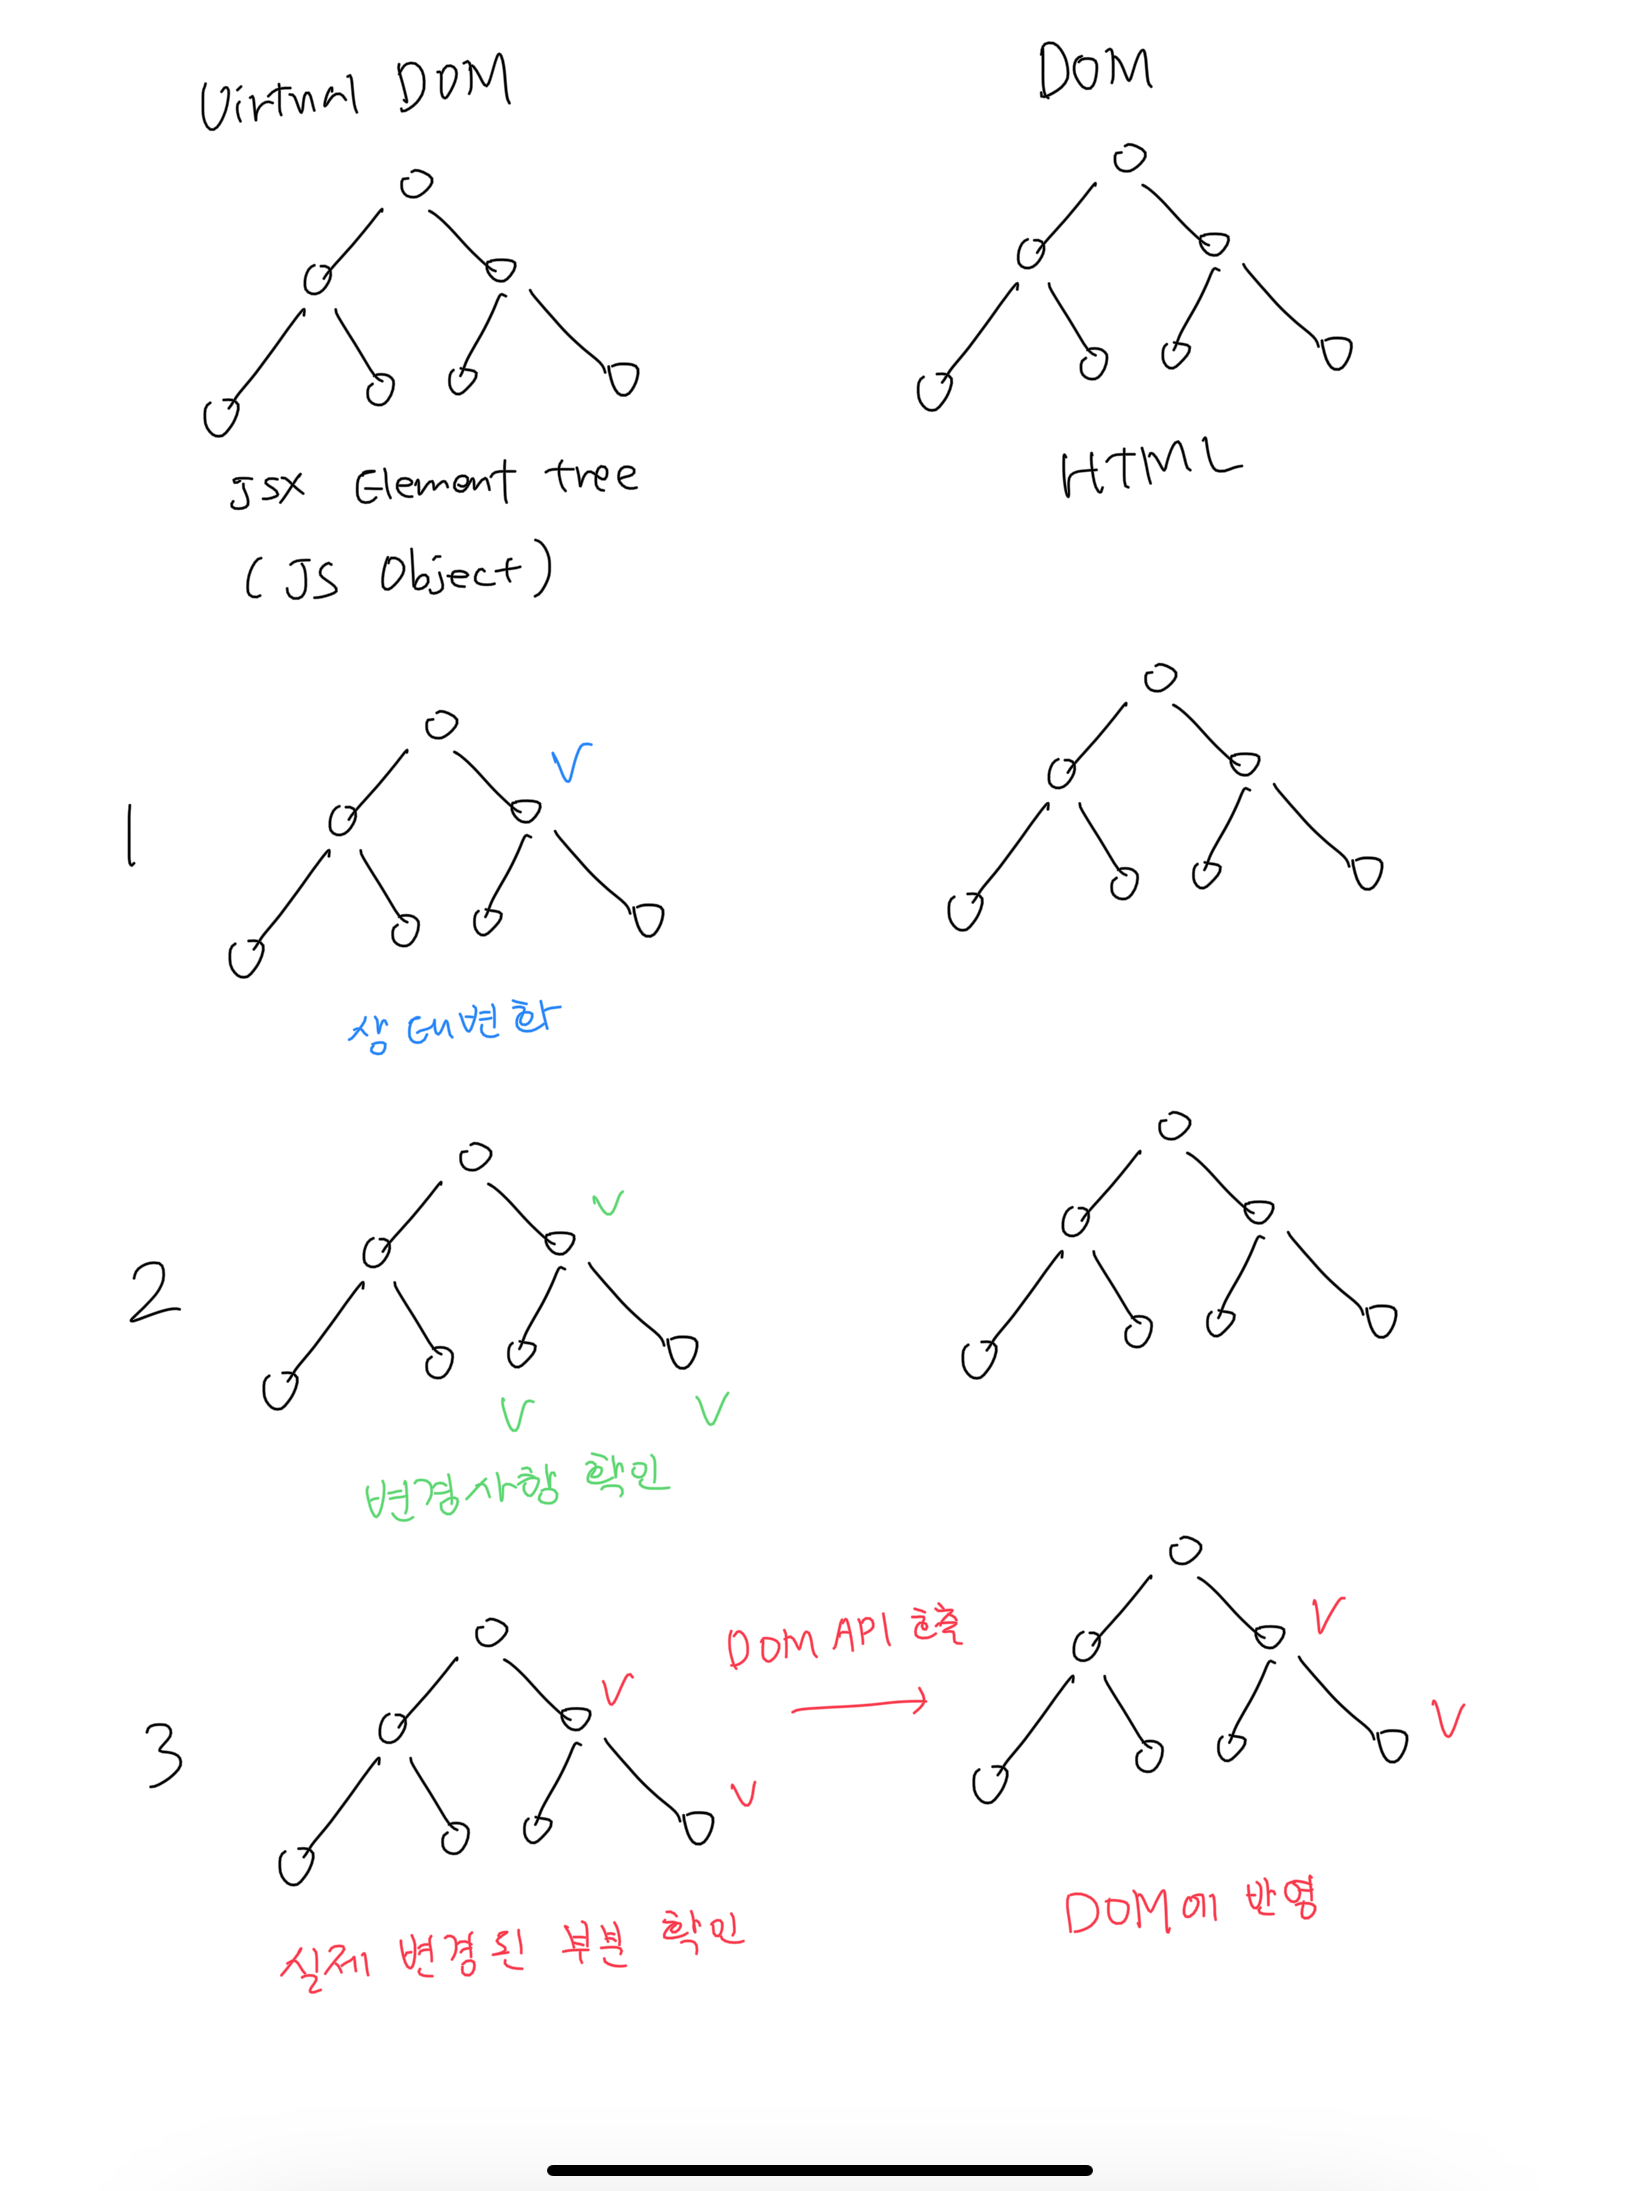 Virtual DOM
DOM
JSX Element tree
(JS Object)
HTML
1
상태변화
2
변경사항 확인
3
DOM API 호출
실제 변경된 부분 확인
DOM에 반영